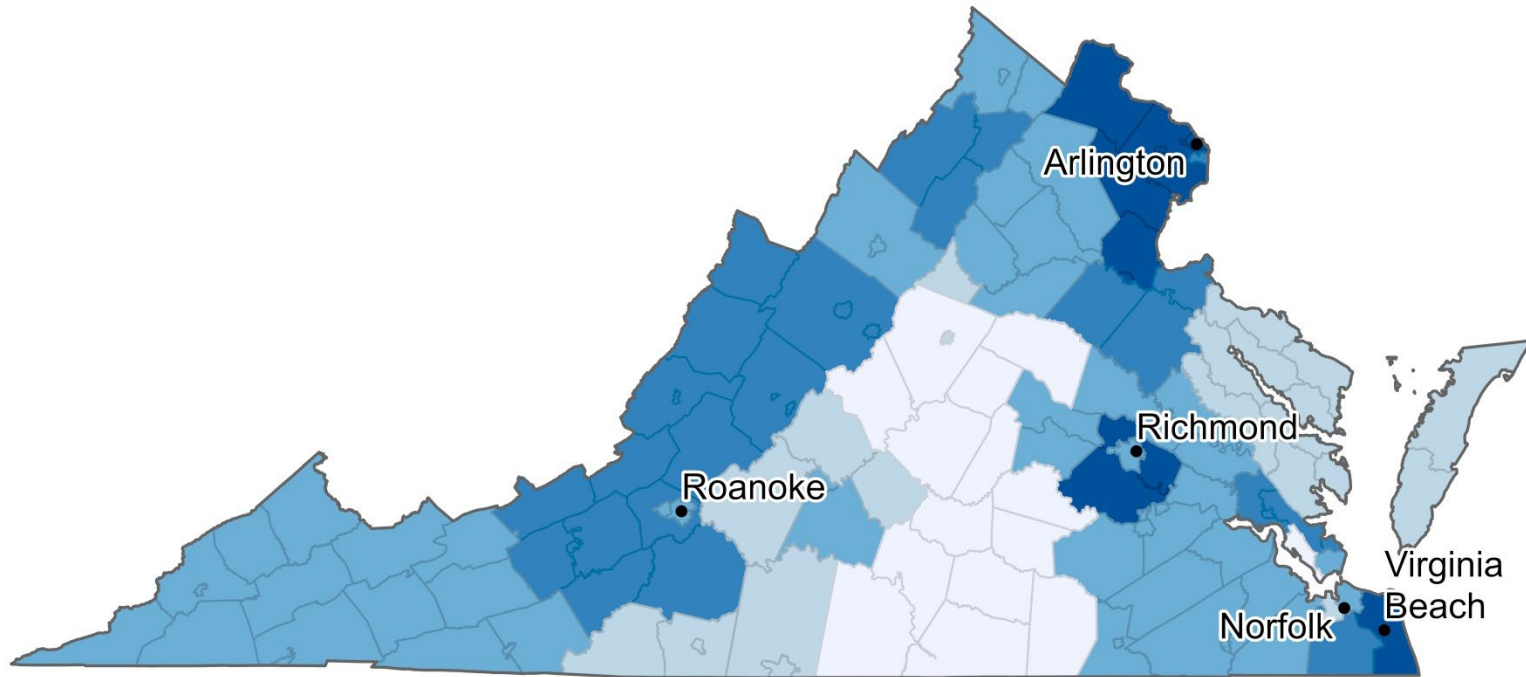 Arlington
Richmond
Roanoke
Virginia
Beach
Norfolk